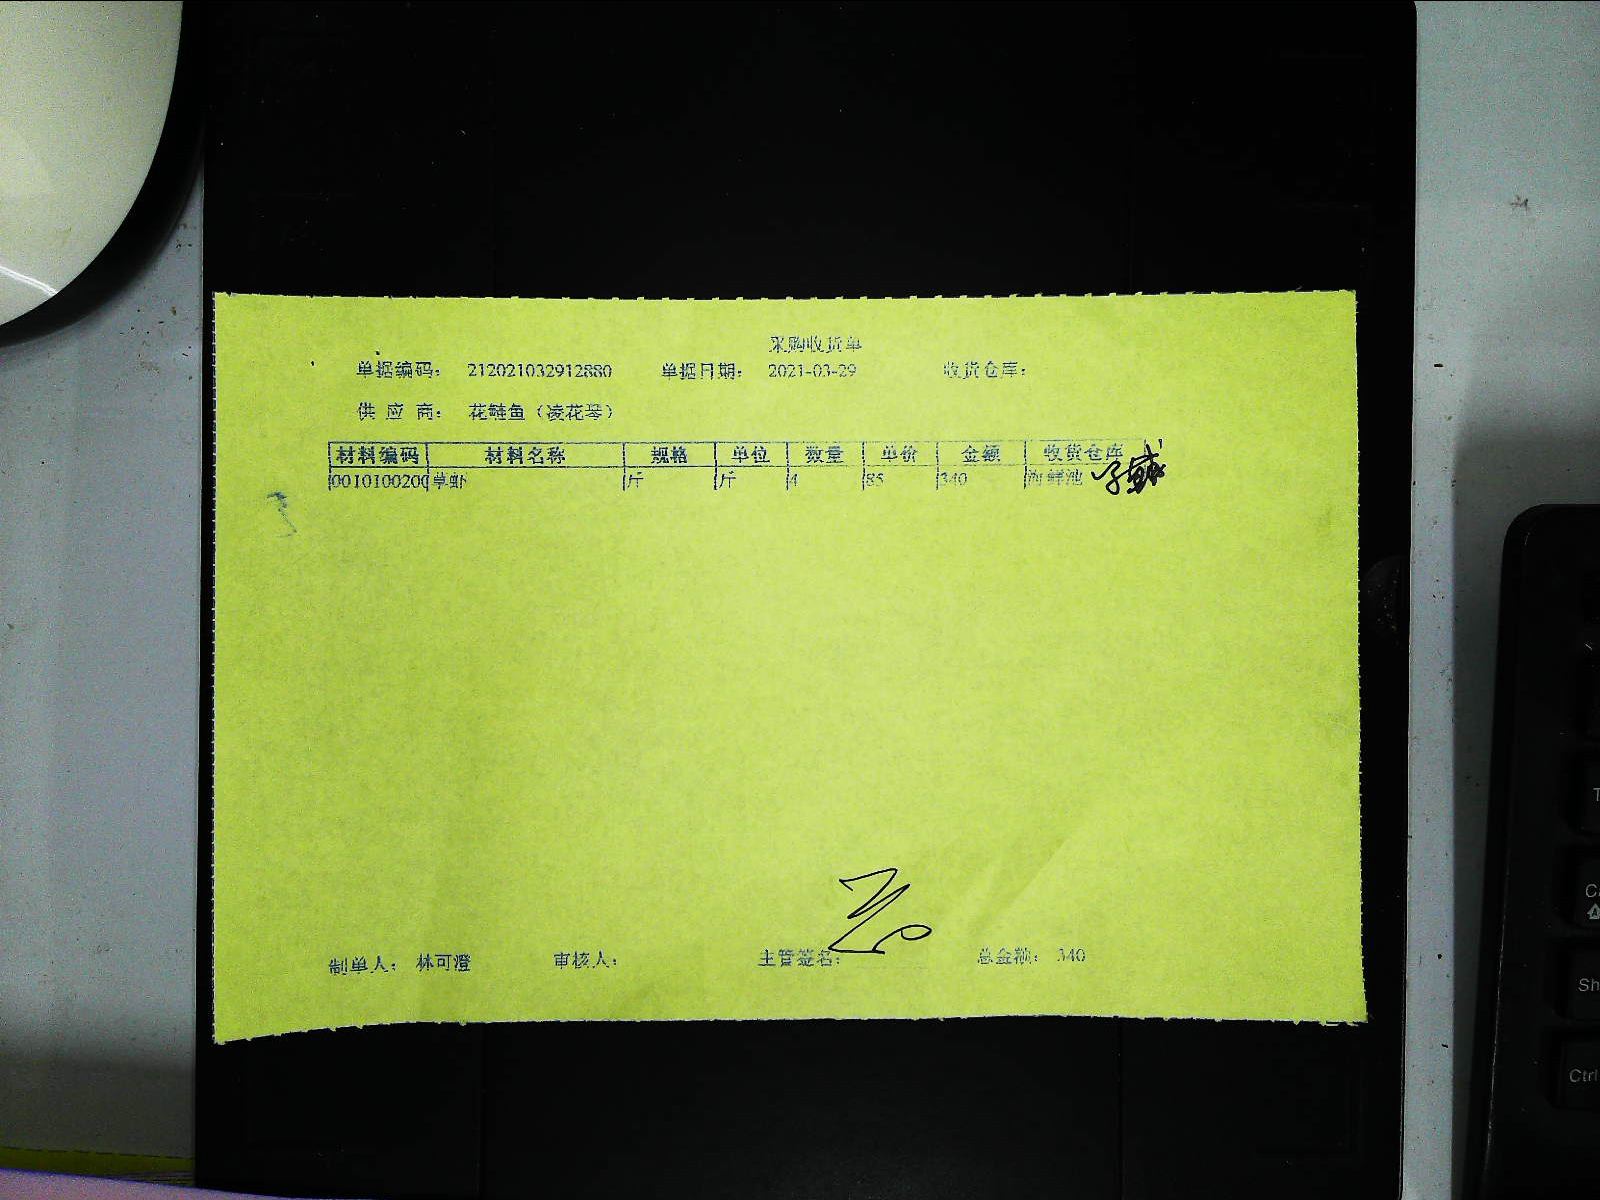 采购收货单
单据编码： 212021032912880 单据日期： 2021-03-29 收货仓库：
供 应 商： 花鲢鱼（凌花琴）
材料编码 材料名称 规格 单位 数量 单价 金额 收货仓库
0010100200 草虾 斤 斤 4 85 340 海鲜池
制单人： 林可澄 审核人： 主管签名： 总金额： 340
Ctrl